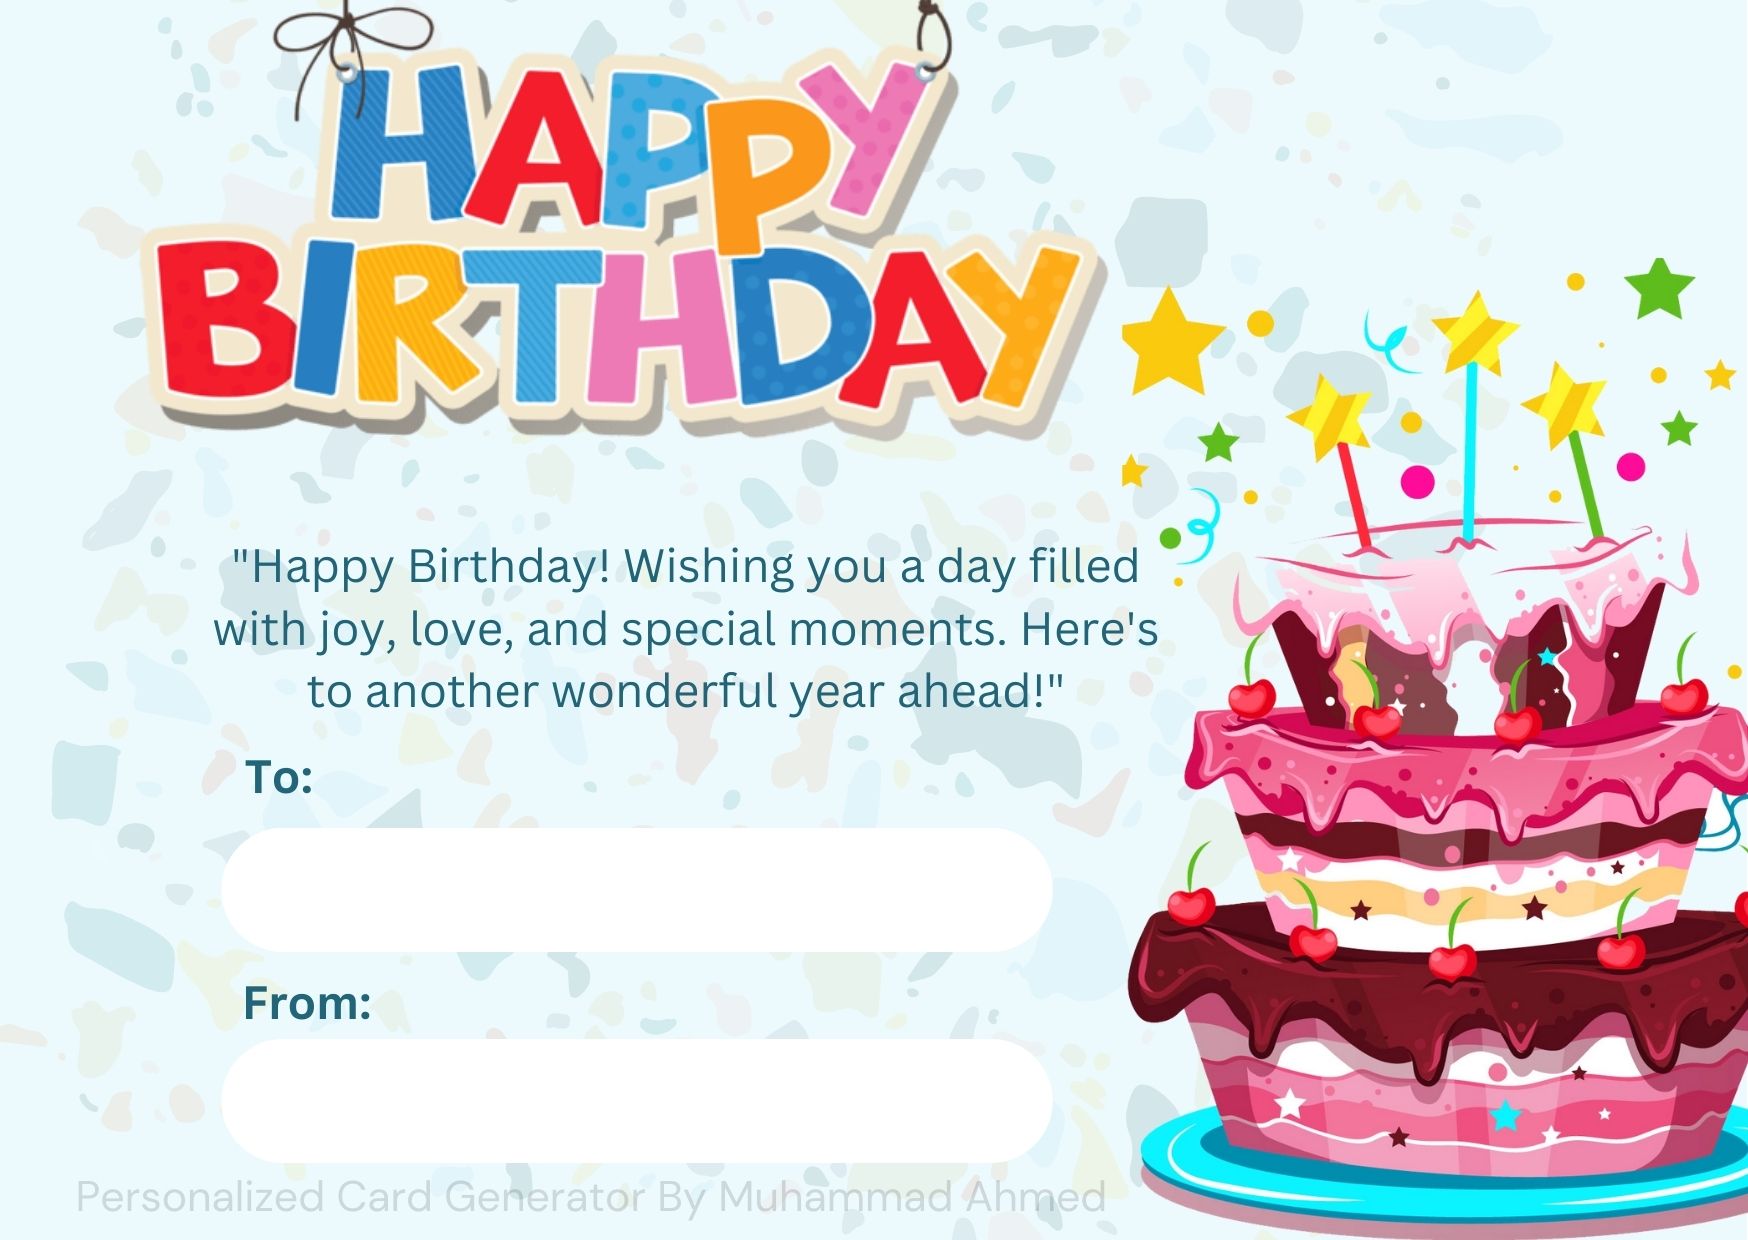 HAPPY
BIRTHDAY
"Happy Birthday! Wishing you a day filled
with joy, love, and special moments. Here's
to another wonderful year ahead!"
To:
From:
Personalized Card Generator By Muhammad Ahmed